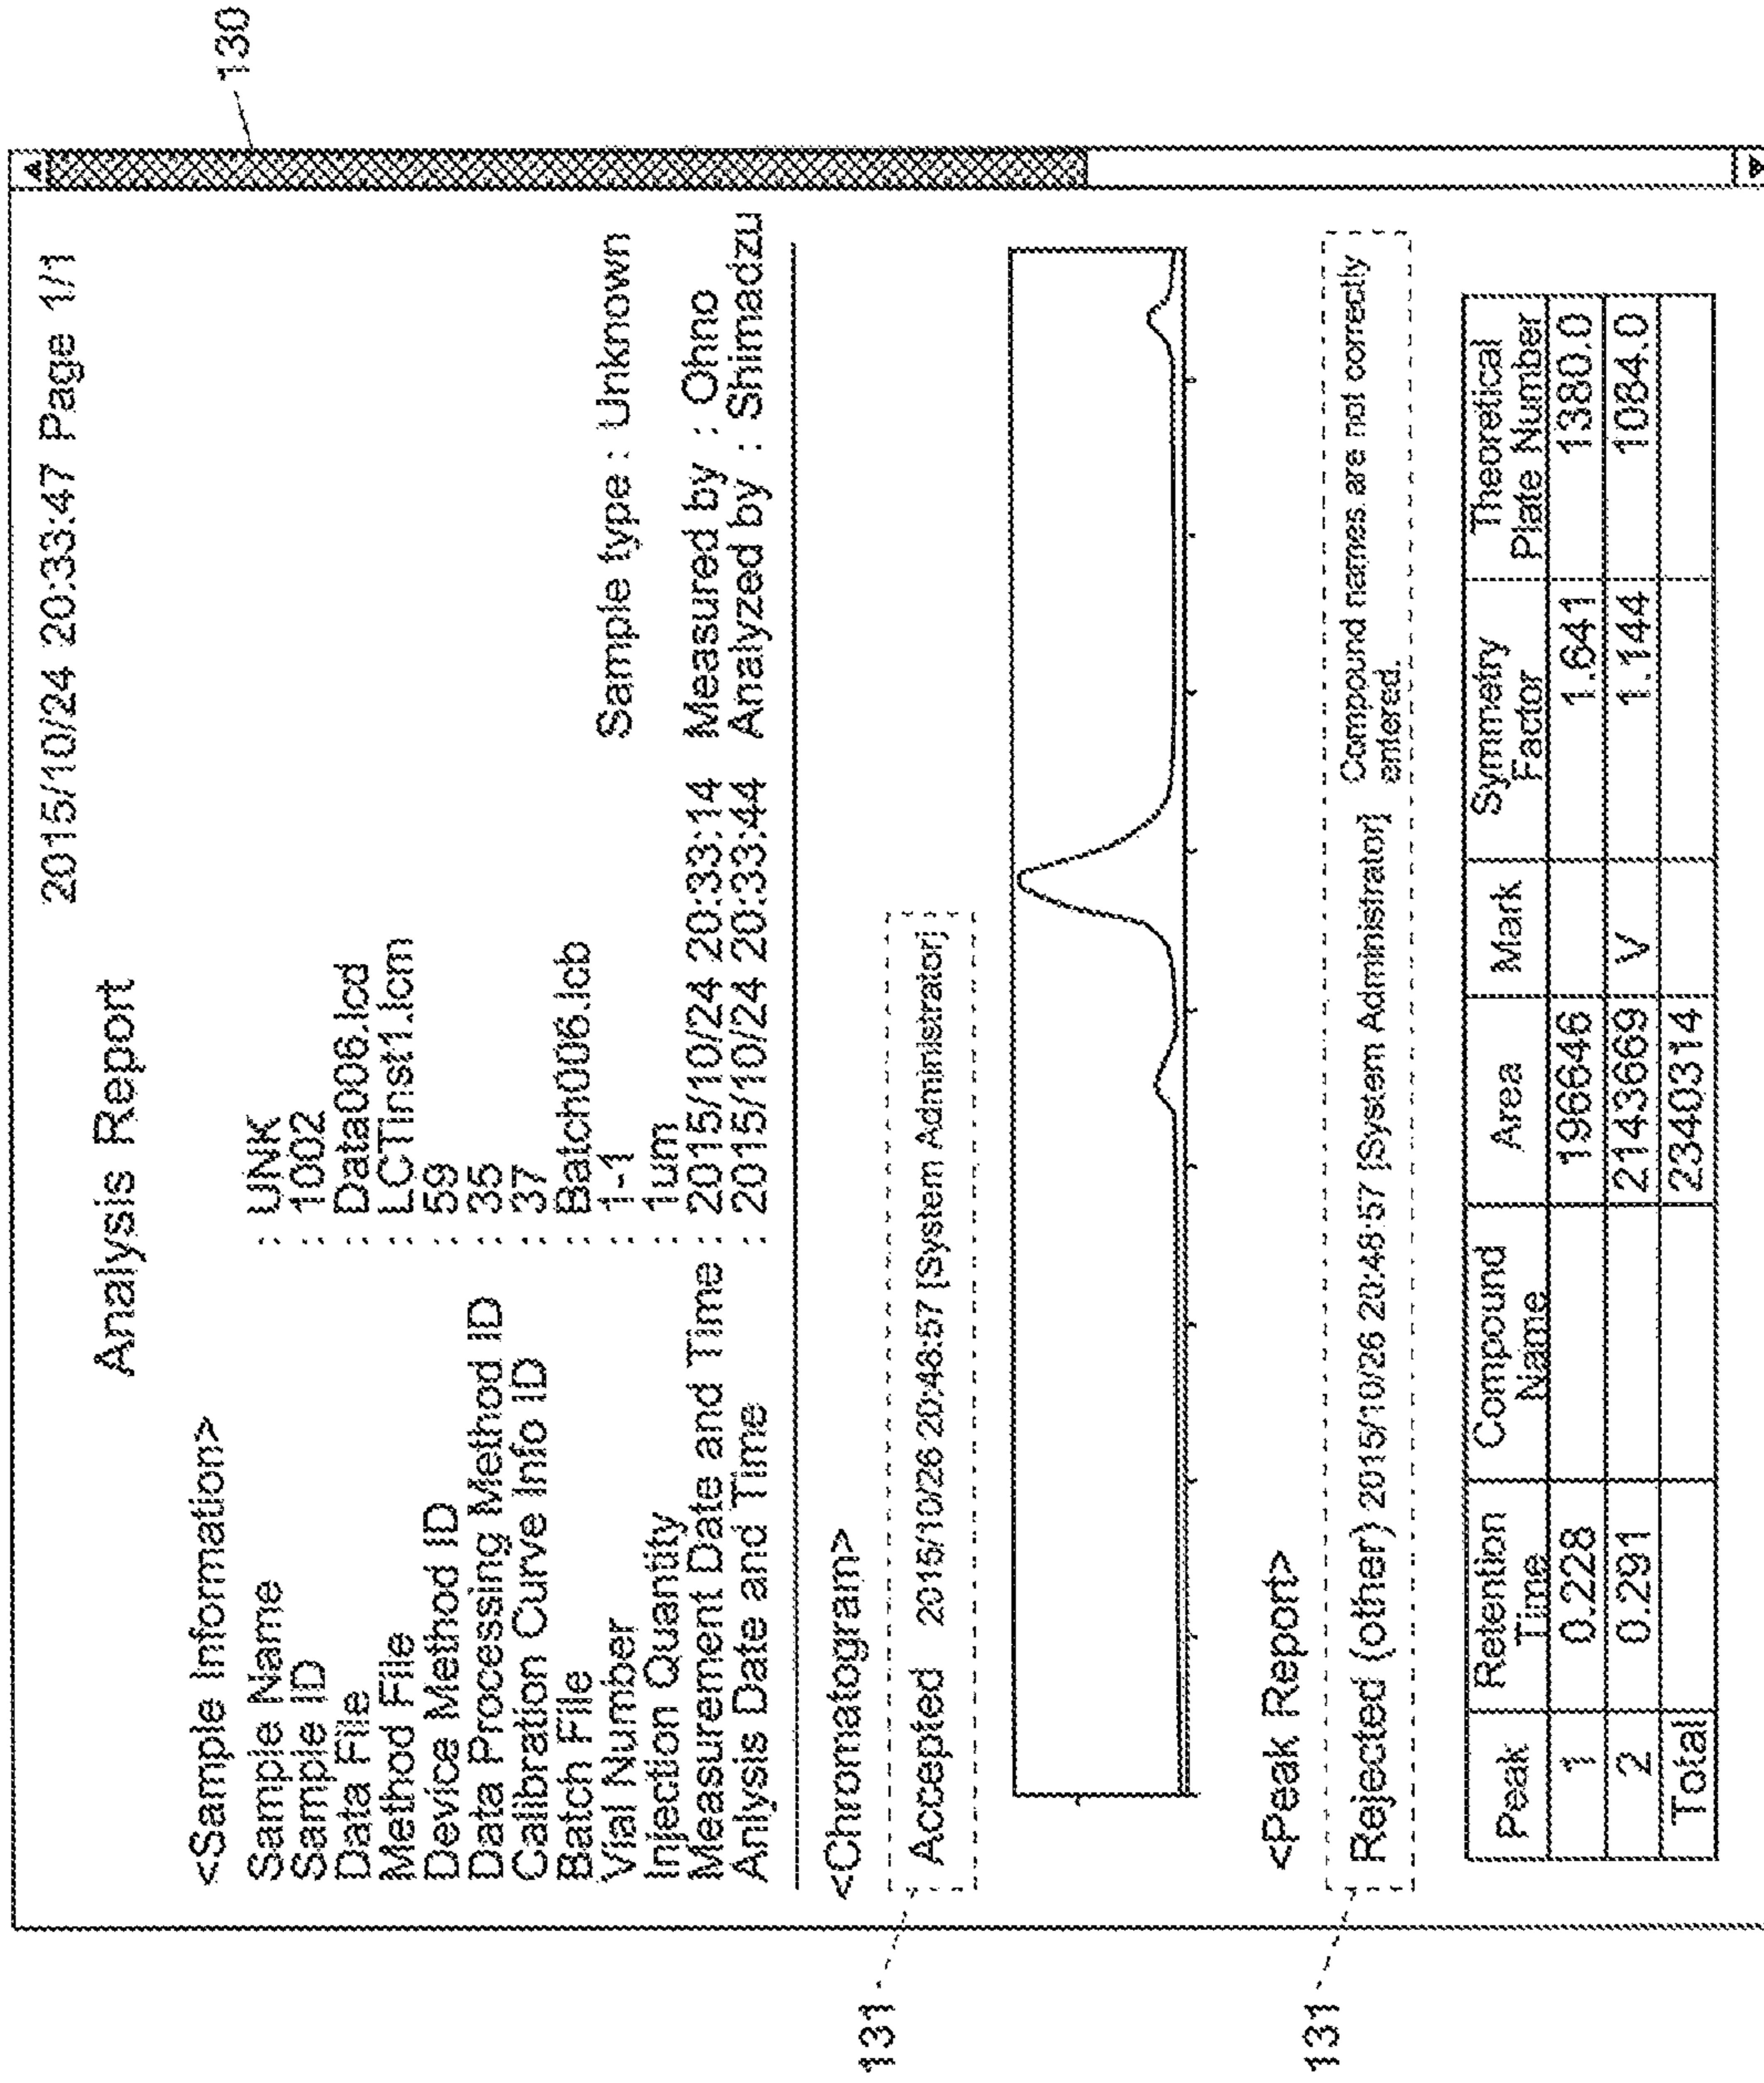 130
2015/10/24 20:33:47 Page 1/1
Analysis Report
<Sample Information>
Sample Name : UNK
Sample ID : 1002
Data File : Data006.lcd
Method File : LCTinst1.lcm
Device Method ID : 59
Data Processing Method ID : 35
Calibration Curve Info ID : 37
Batch File : Batch006.lcb
Vial Number : 1-1 Sample type : Unknown
Injection Quantity : 1um
Measurement Date and Time : 2015/10/24 20:33:14 Measured by : Ohno
Anlysis Date and Time : 2015/10/24 20:33:44 Analyzed by : Shimadzu
<Chromatogram>
131
Accepted 2015/10/26 20:48:57 [System Administrator]
<Peak Report>
131
Rejected (other) 2015/10/26 20:48:57 [System Administrator] Compound names are not correctly
entered.
Peak Retention Time Compound Name Area Mark Symmetry Factor Theoretical Plate Number
1 0.228 196646 1.641 1380.0
2 0.291 2143669 V 1.144 1084.0
Total 2340314